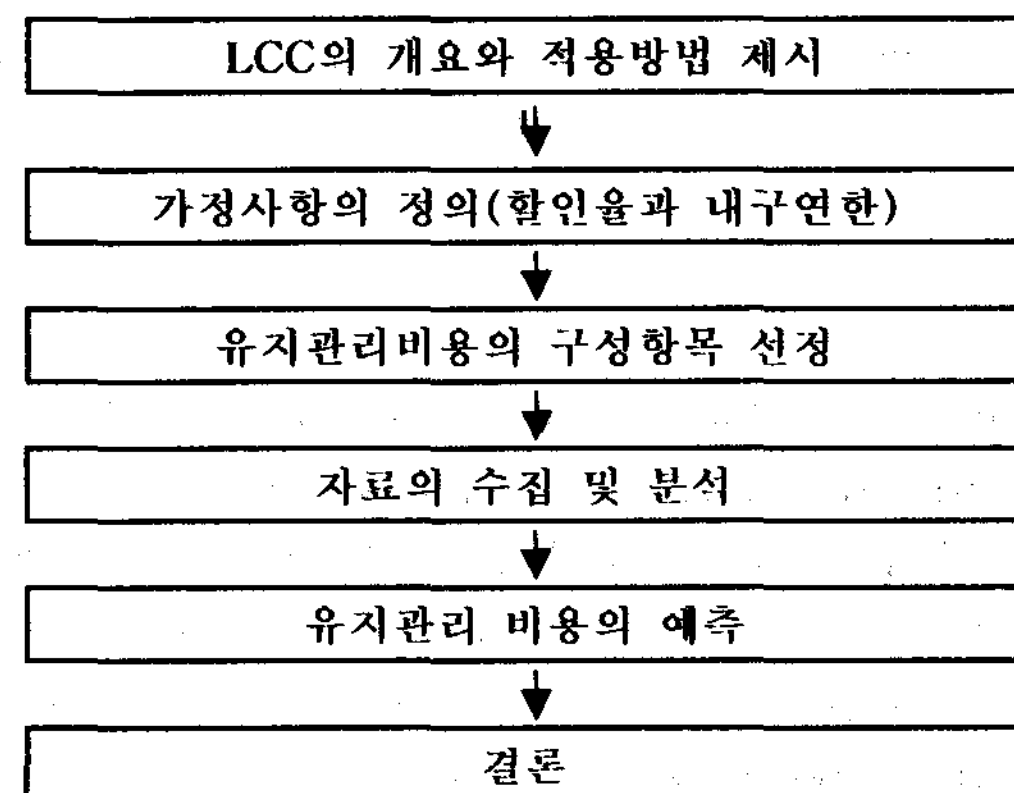 LCC의 개요와 적용방법 제시
가정사항의 정의(할인율과 내구연한)
유지관리비용의 구성항목 선정
자료의 수집 및 분석
유지관리 비용의 예측
결론